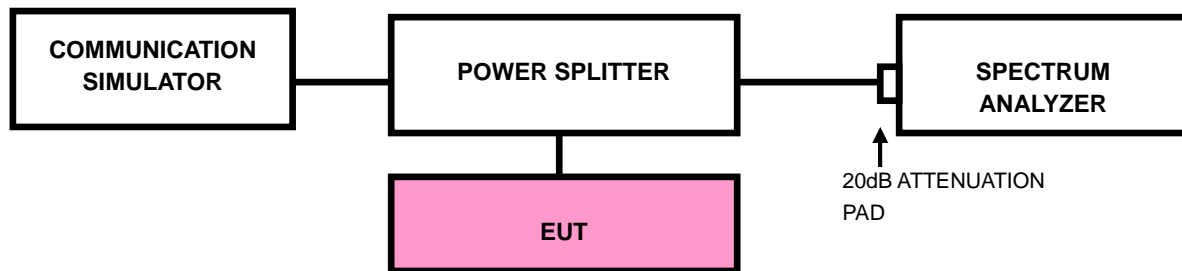 COMMUNICATION
SIMULATOR
POWER SPLITTER
SPECTRUM
ANALYZER
20dB ATTENUATION
PAD
EUT